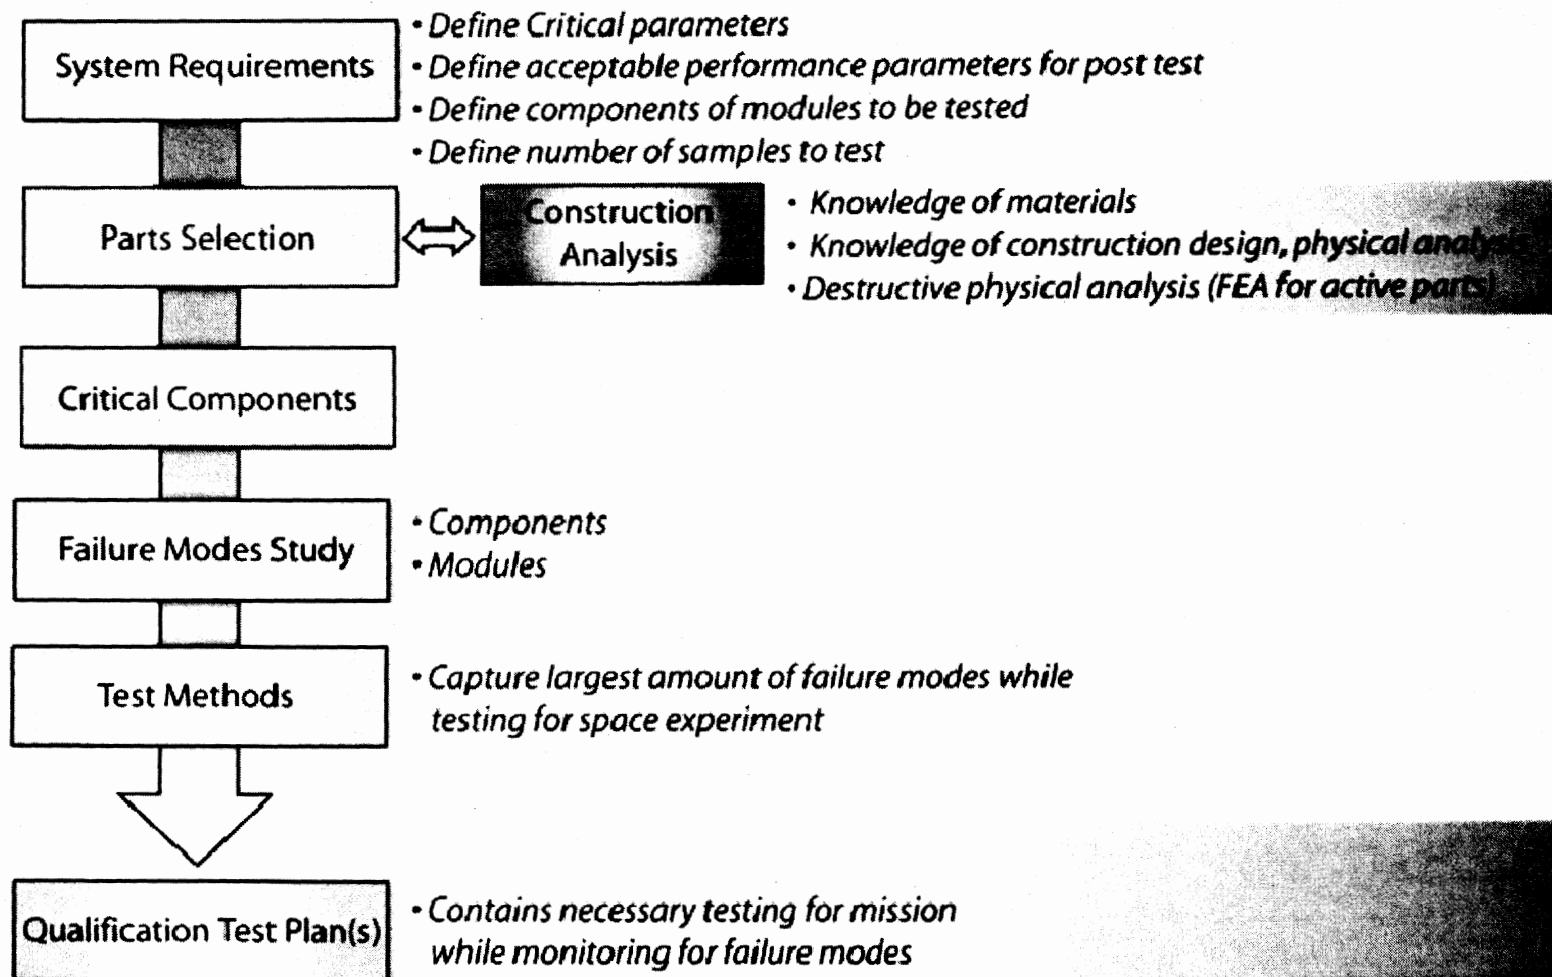 System Requirements
• Define Critical parameters
• Define acceptable performance parameters for post test
• Define components of modules to be tested
• Define number of samples to test
Parts Selection
Construction
Analysis
• Knowledge of materials
• Knowledge of construction design, physical analysis
• Destructive physical analysis (FEA for active parts)
Critical Components
Failure Modes Study
• Components
• Modules
Test Methods
• Capture largest amount of failure modes while
testing for space experiment
Qualification Test Plan(s)
• Contains necessary testing for mission
while monitoring for failure modes